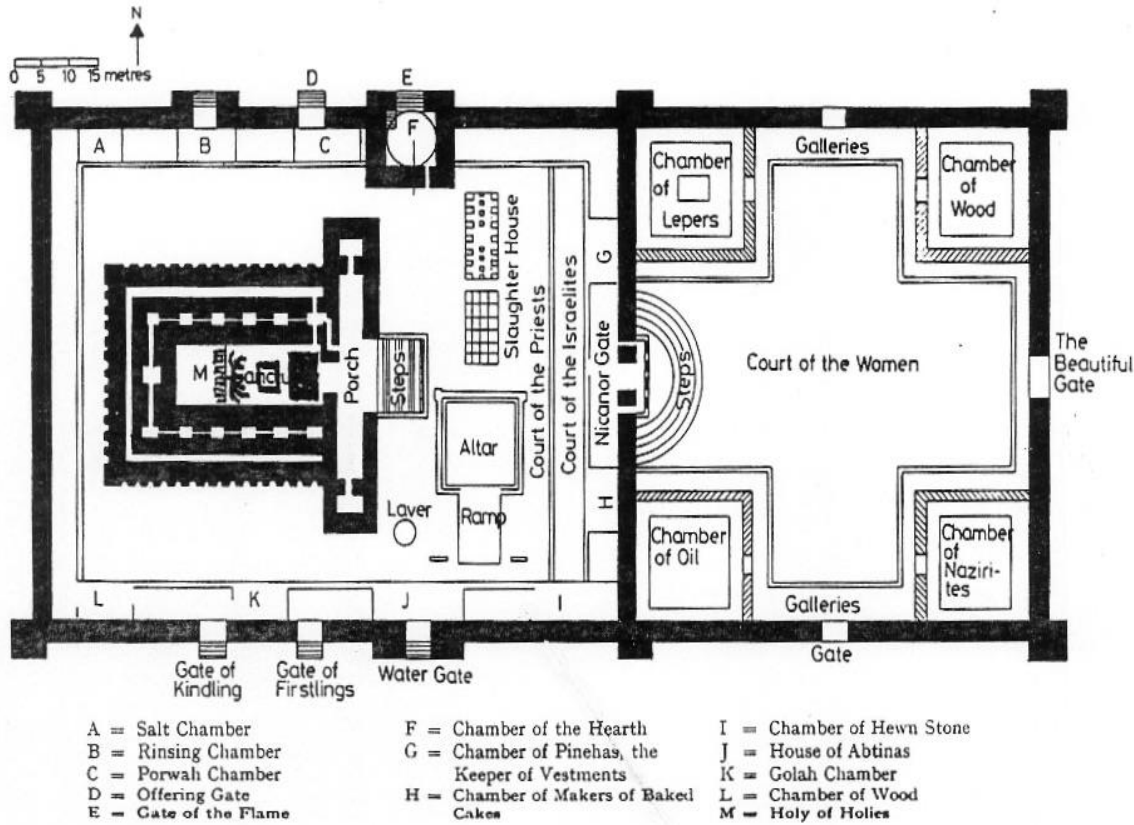 N
0 5 10 15 metres
D
E
F
A
B
C
Galleries
Chamber
of
Lepers
Chamber
of
Wood
Slaughter House
Court of the Priests
Court of the Israelites
G
Nicanor Gate
Steps
Court of the Women
The
Beautiful
Gate
M
Porch
Steps
Altar
Laver
Ramp
H
Chamber
of Oil
Chamber
of
Naziri-
tes
Galleries
L
K
J
I
Gate of
Kindling
Gate of
Firstlings
Water Gate
Gate
A = Salt Chamber
B = Rinsing Chamber
C = Porwah Chamber
D = Offering Gate
E = Gate of the Flame
F = Chamber of the Hearth
G = Chamber of Pinehas, the
Keeper of Vestments
H = Chamber of Makers of Baked
Cakes
I = Chamber of Hewn Stone
J = House of Abtinas
K = Golah Chamber
L = Chamber of Wood
M = Holy of Holies